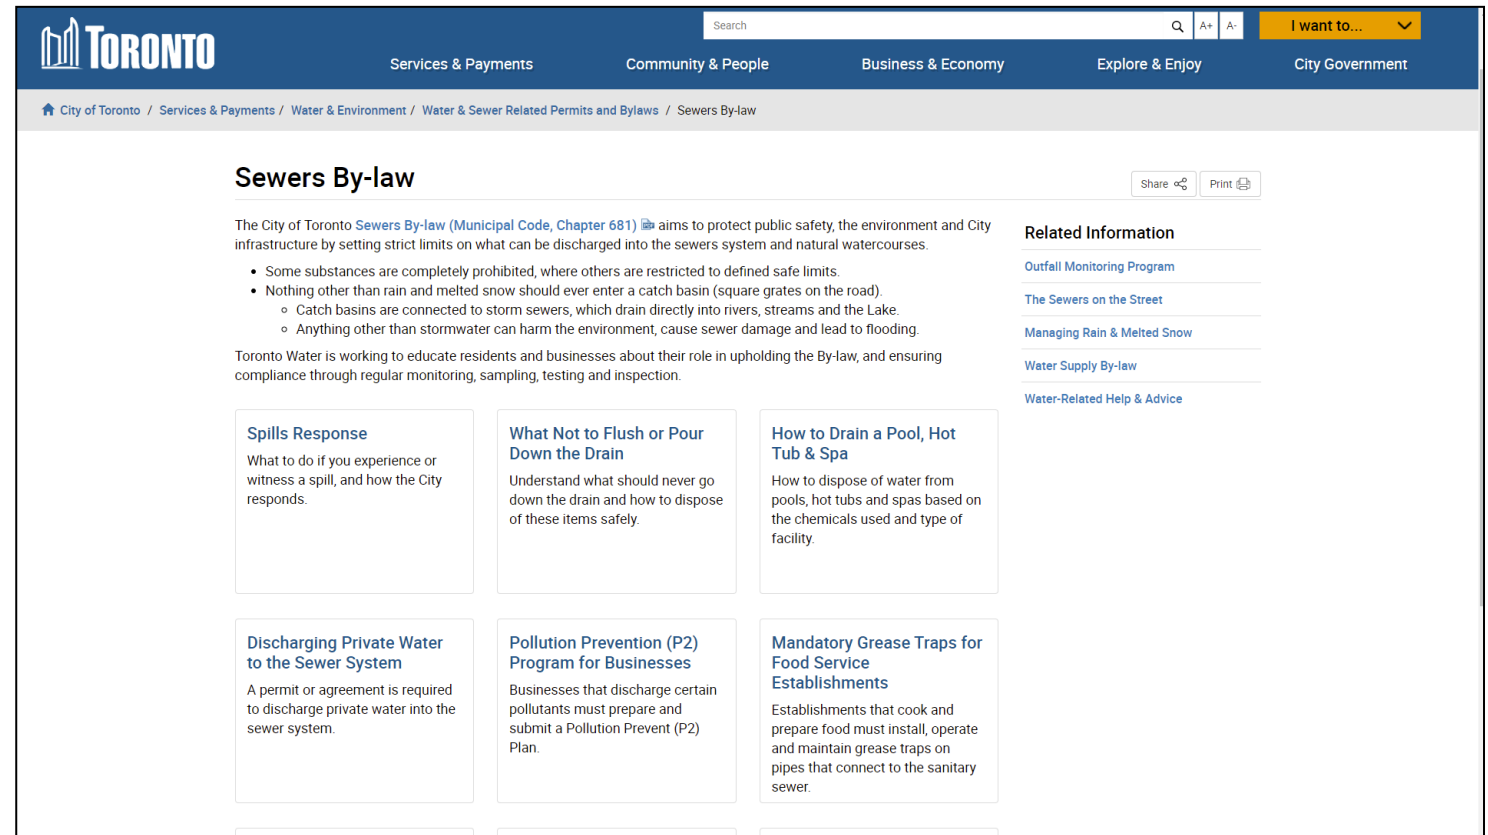 TORONTO
Search
A+ A-
I want to...
Services & Payments
Community & People
Business & Economy
Explore & Enjoy
City Government
City of Toronto / Services & Payments / Water & Environment / Water & Sewer Related Permits and Bylaws / Sewers By-law
Sewers By-law
Share
Print
The City of Toronto Sewers By-law (Municipal Code, Chapter 681) aims to protect public safety, the environment and City
infrastructure by setting strict limits on what can be discharged into the sewers system and natural watercourses.
• Some substances are completely prohibited, where others are restricted to defined safe limits.
• Nothing other than rain and melted snow should ever enter a catch basin (square grates on the road).
◦ Catch basins are connected to storm sewers, which drain directly into rivers, streams and the Lake.
◦ Anything other than stormwater can harm the environment, cause sewer damage and lead to flooding.
Toronto Water is working to educate residents and businesses about their role in upholding the By-law, and ensuring
compliance through regular monitoring, sampling, testing and inspection.
Related Information
Outfall Monitoring Program
The Sewers on the Street
Managing Rain & Melted Snow
Water Supply By-law
Water-Related Help & Advice
Spills Response
What to do if you experience or
witness a spill, and how the City
responds.
What Not to Flush or Pour
Down the Drain
Understand what should never go
down the drain and how to dispose
of these items safely.
How to Drain a Pool, Hot
Tub & Spa
How to dispose of water from
pools, hot tubs and spas based on
the chemicals used and type of
facility.
Discharging Private Water
to the Sewer System
A permit or agreement is required
to discharge private water into the
sewer system.
Pollution Prevention (P2)
Program for Businesses
Businesses that discharge certain
pollutants must prepare and
submit a Pollution Prevent (P2)
Plan.
Mandatory Grease Traps for
Food Service
Establishments
Establishments that cook and
prepare food must install, operate
and maintain grease traps on
pipes that connect to the sanitary
sewer.